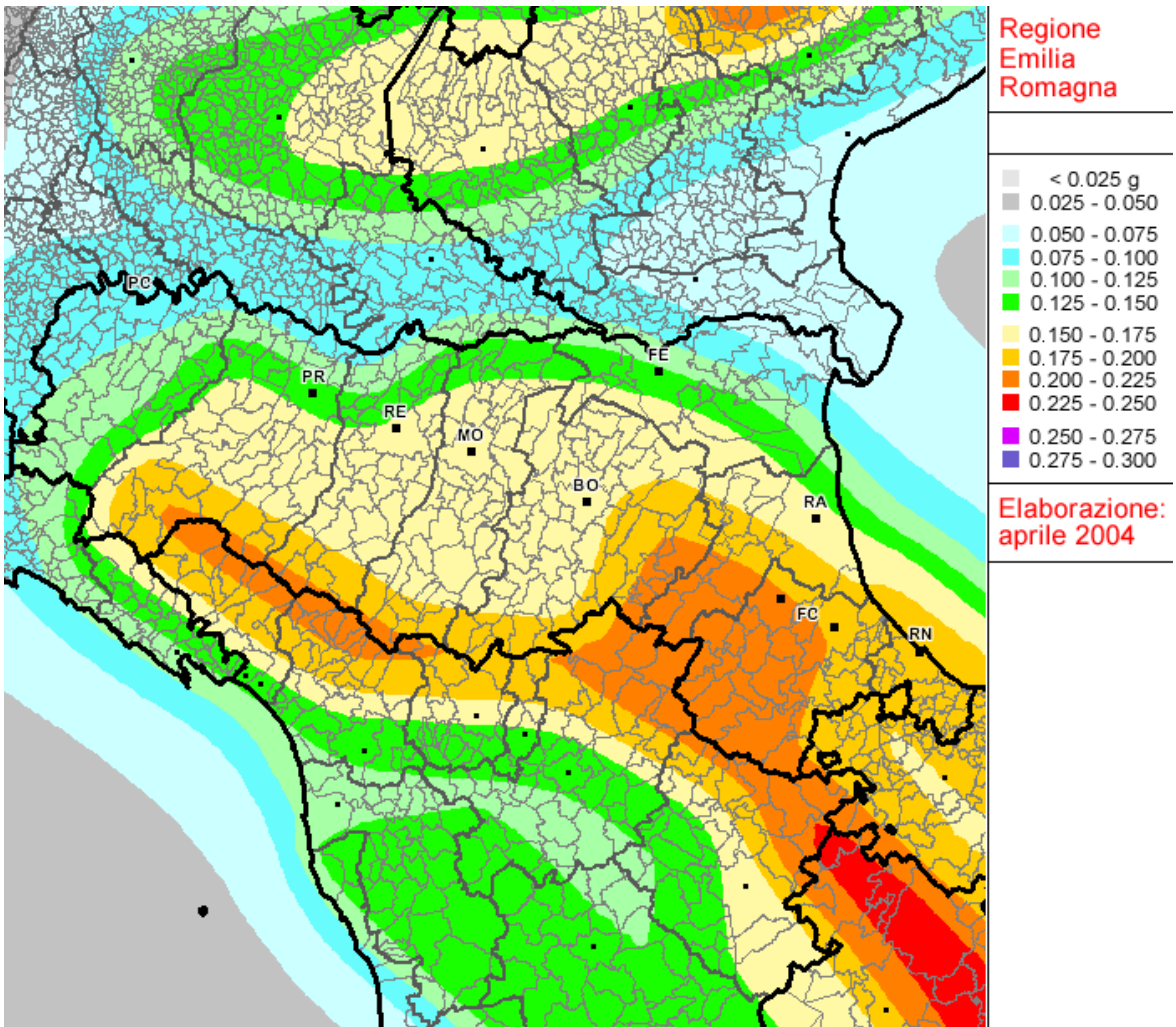 Regione
Emilia
Romagna
< 0.025 g
0.025 - 0.050
0.050 - 0.075
0.075 - 0.100
0.100 - 0.125
0.125 - 0.150
0.150 - 0.175
0.175 - 0.200
0.200 - 0.225
0.225 - 0.250
0.250 - 0.275
0.275 - 0.300
Elaborazione:
aprile 2004
PC
FE
PR
RE
MO
BO
RA
FC
RN